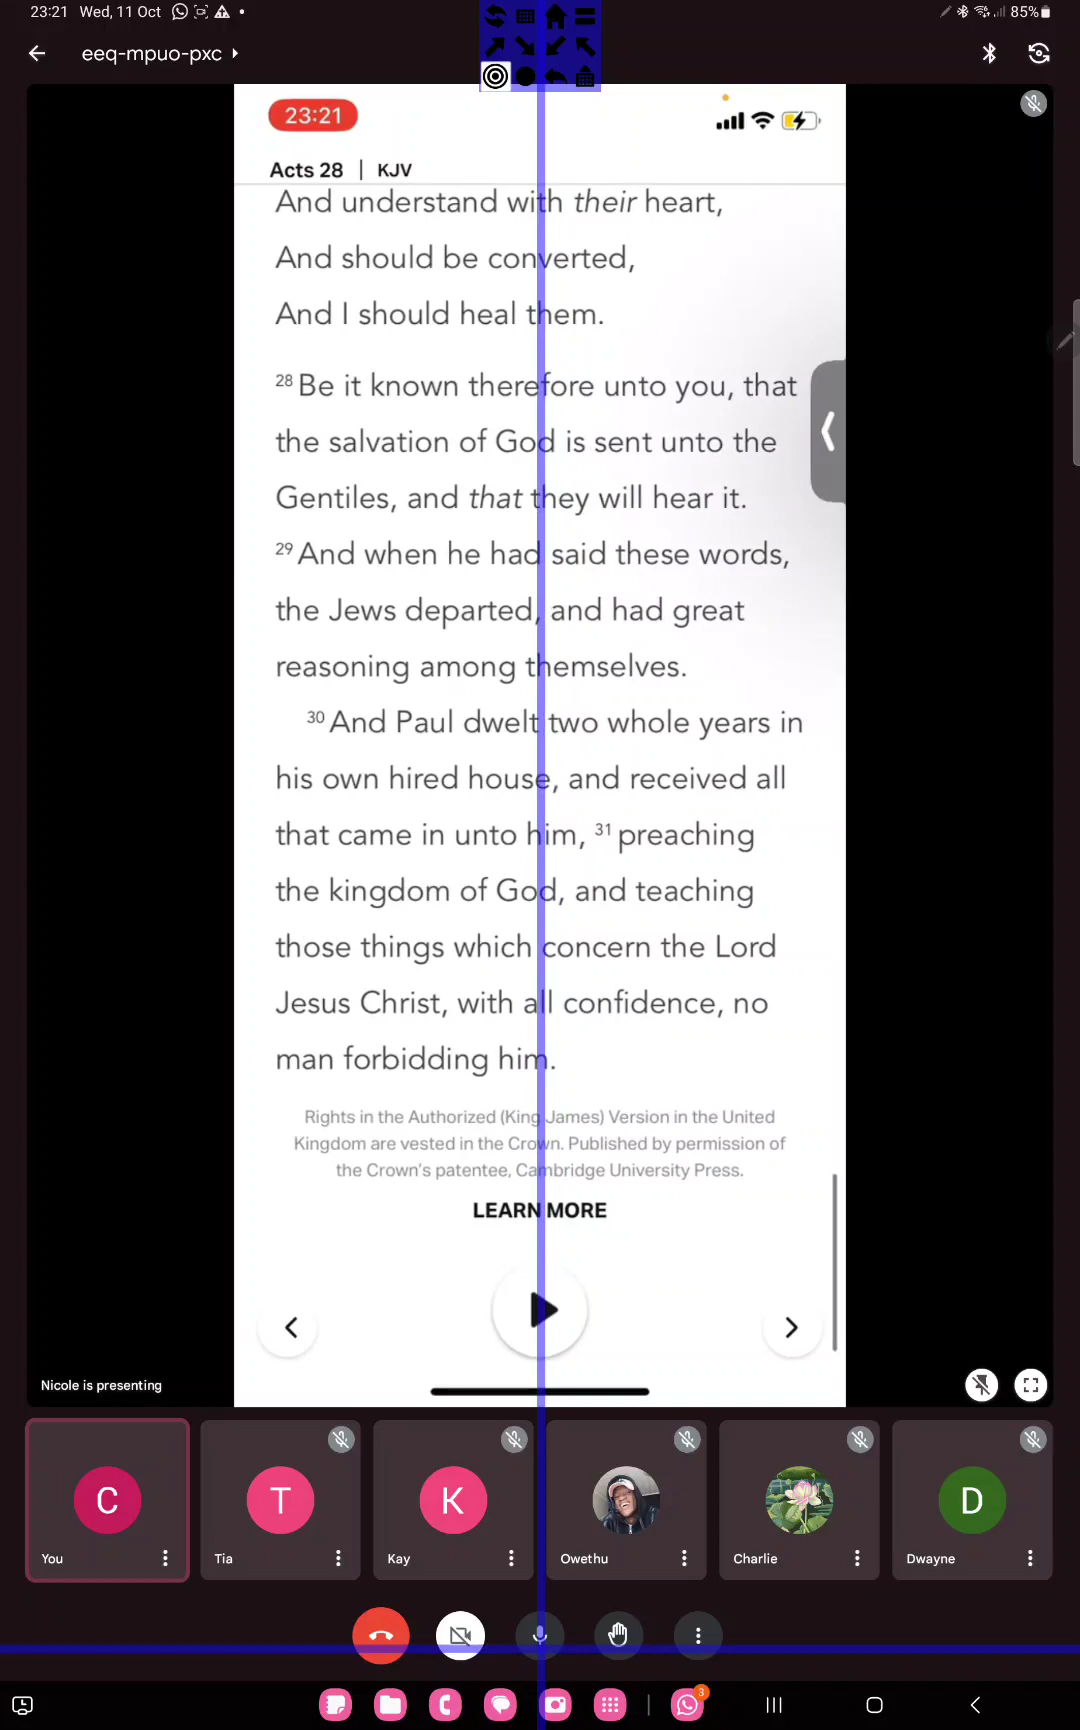 23:21 Wed, 11 Oct
85%
eeq-mpuo-pxc
23:21
Acts 28 | KJV
And understand with their heart,
And should be converted,
And I should heal them.
28 Be it known therefore unto you, that
the salvation of God is sent unto the
Gentiles, and that they will hear it.
29 And when he had said these words,
the Jews departed, and had great
reasoning among themselves.
30 And Paul dwelt two whole years in
his own hired house, and received all
that came in unto him, 31 preaching
the kingdom of God, and teaching
those things which concern the Lord
Jesus Christ, with all confidence, no
man forbidding him.
Rights in the Authorized (King James) Version in the United
Kingdom are vested in the Crown. Published by permission of
the Crown's patentee, Cambridge University Press.
LEARN MORE
Nicole is presenting
C T K D
You Tia Kay Owethu Charlie Dwayne
3